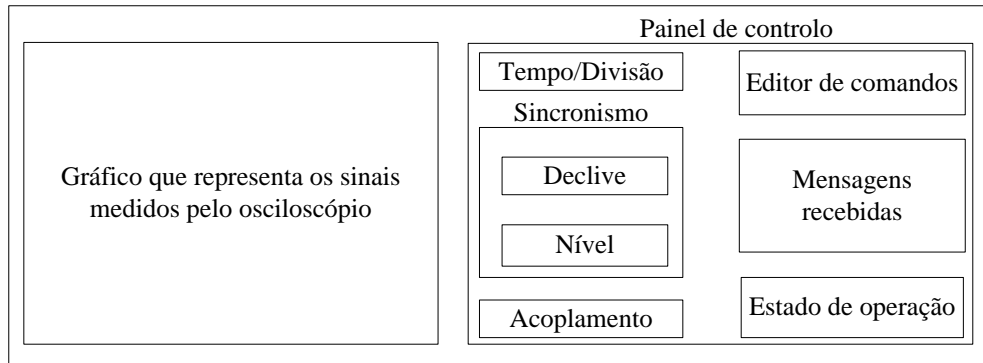 Painel de controlo
Gráfico que representa os sinais
medidos pelo osciloscópio
Tempo/Divisão
Sincronismo
Declive
Nível
Acoplamento
Editor de comandos
Mensagens
recebidas
Estado de operação